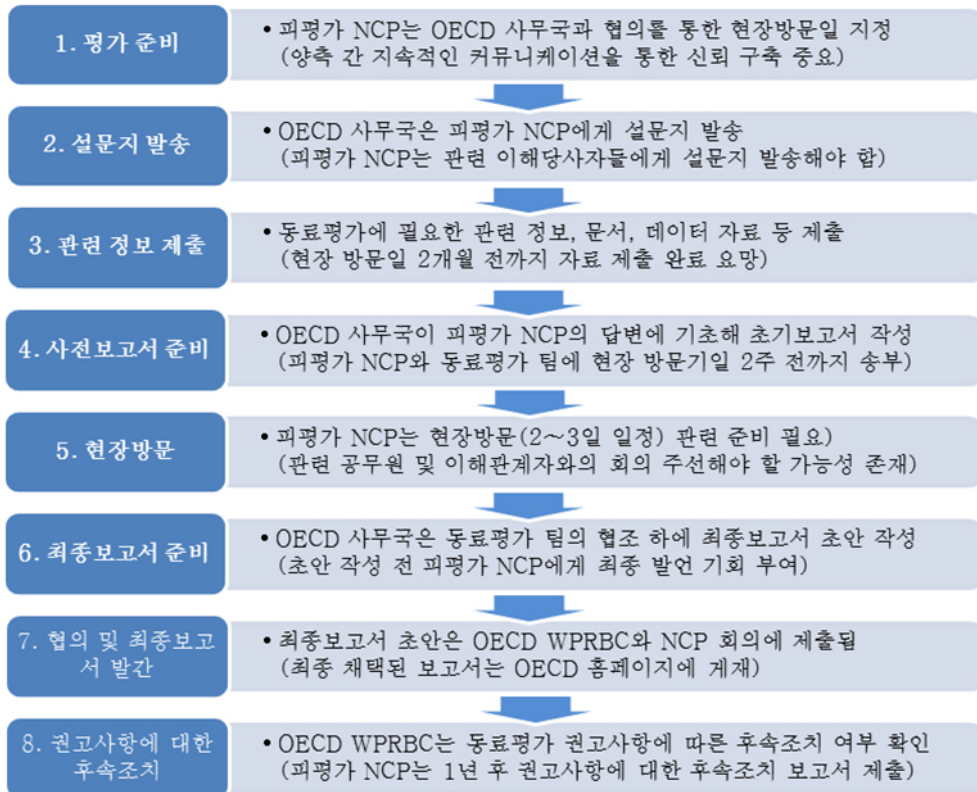 1. 평가 준비
• 피평가 NCP는 OECD 사무국과 협의를 통한 현장방문일 지정
(양측 간 지속적인 커뮤니케이션을 통한 신뢰 구축 중요)
2. 설문지 발송
• OECD 사무국은 피평가 NCP에게 설문지 발송
(피평가 NCP는 관련 이해당사자들에게 설문지 발송해야 함)
3. 관련 정보 제출
• 동료평가에 필요한 관련 정보, 문서, 데이터 자료 등 제출
(현장 방문일 2개월 전까지 자료 제출 완료 요망)
4. 사전보고서 준비
• OECD 사무국이 피평가 NCP의 답변에 기초해 초기보고서 작성
(피평가 NCP와 동료평가 팀에 현장 방문기일 2주 전까지 송부)
5. 현장방문
• 피평가 NCP는 현장방문(2~3일 일정) 관련 준비 필요)
(관련 공무원 및 이해관계자와의 회의 주선해야 할 가능성 존재)
6. 최종보고서 준비
• OECD 사무국은 동료평가 팀의 협조 하에 최종보고서 초안 작성
(초안 작성 전 피평가 NCP에게 최종 발언 기회 부여)
7. 협의 및 최종보고
서 발간
• 최종보고서 초안은 OECD WPRBC와 NCP 회의에 제출됨
(최종 채택된 보고서는 OECD 홈페이지에 게재)
8. 권고사항에 대한
후속조치
• OECD WPRBC는 동료평가 권고사항에 따른 후속조치 여부 확인
(피평가 NCP는 1년 후 권고사항에 대한 후속조치 보고서 제출)